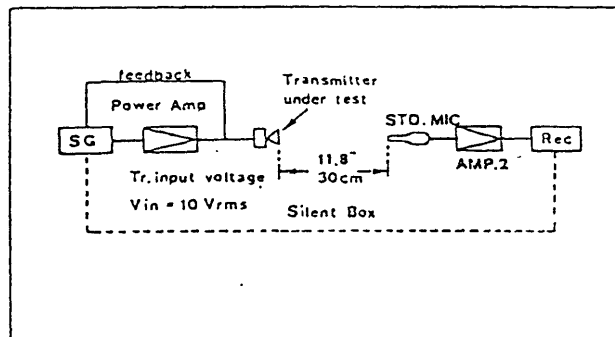 feedback
Transmitter
under test
Power Amp
STD. MIC
SG
Rec
11.8"
30cm
AMP.2
Tr. input voltage
Vin = 10 Vrms
Silent Box